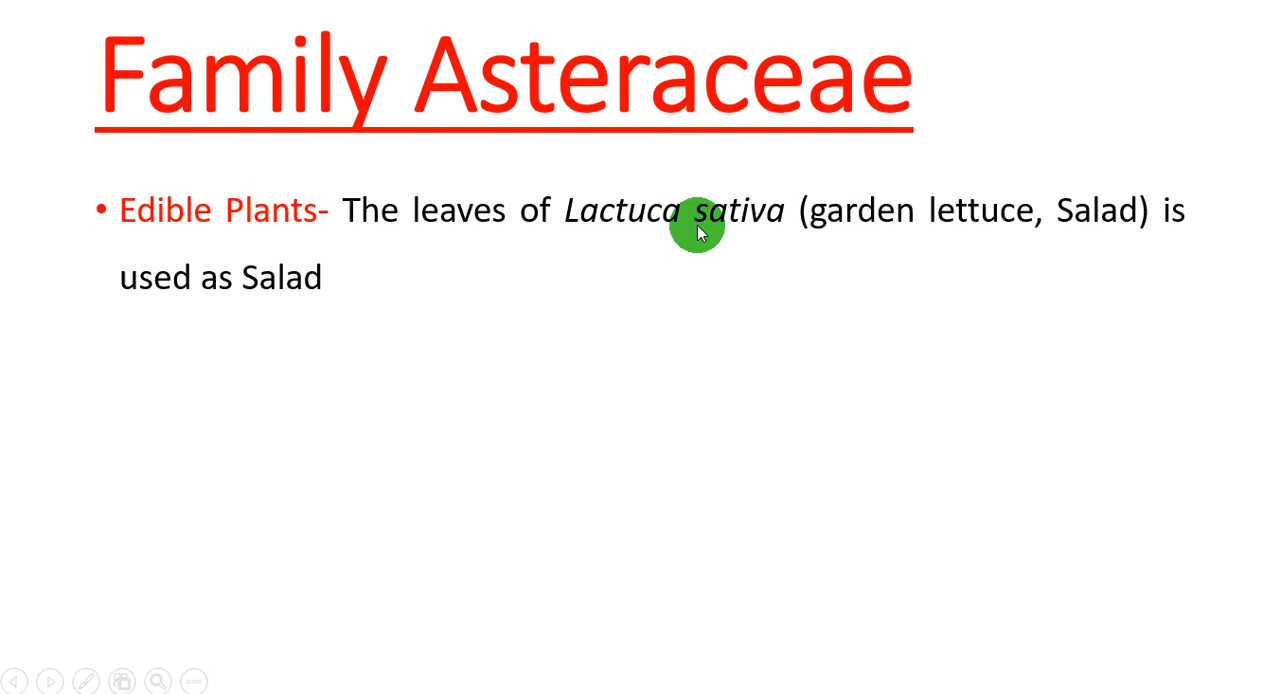 Family Asteraceae
• Edible Plants- The leaves of Lactuca sativa (garden lettuce, Salad) is
used as Salad